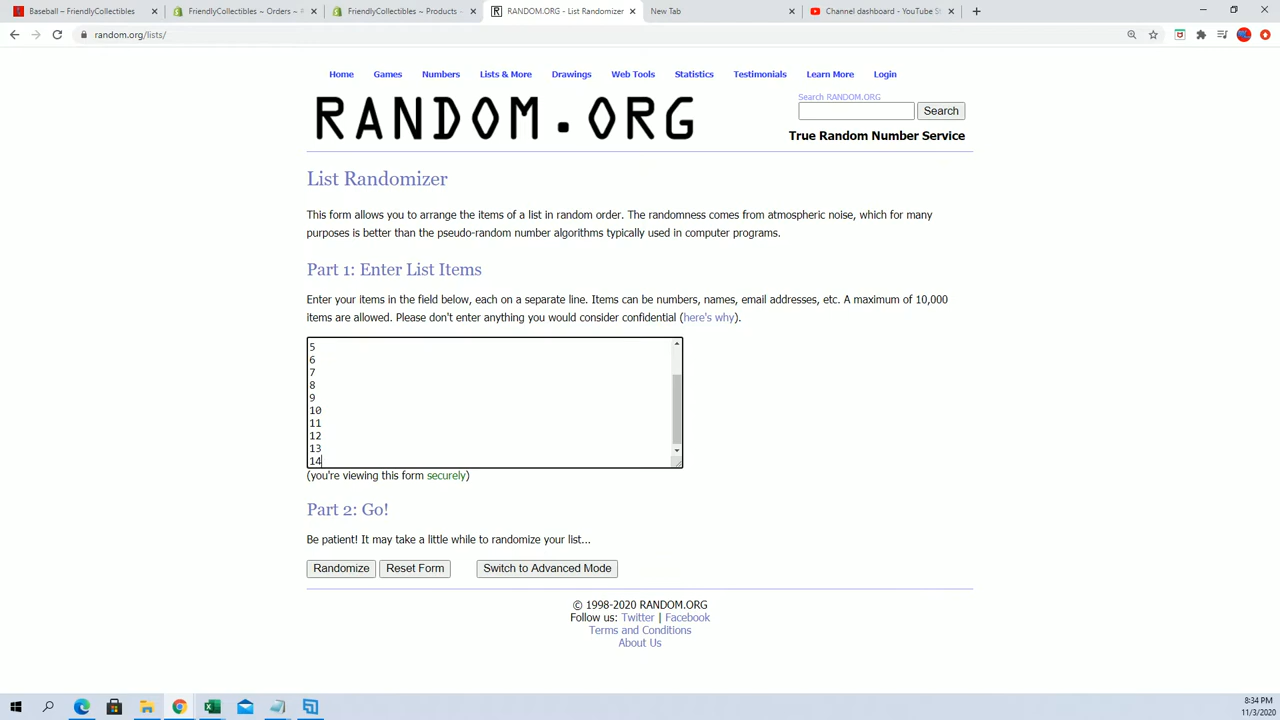 Baseball – FriendlyCollectibles
FriendlyCollectibles ~ Orders ~
FriendlyCollectibles ~ Products ~
RANDOM.ORG - List Randomizer
New Tab
Channel dashboard - YouTube St
random.org/lists/
Home Games Numbers Lists & More Drawings Web Tools Statistics Testimonials Learn More Login
RANDOM.ORG
Search RANDOM.ORG
Search
True Random Number Service
List Randomizer
This form allows you to arrange the items of a list in random order. The randomness comes from atmospheric noise, which for many
purposes is better than the pseudo-random number algorithms typically used in computer programs.
Part 1: Enter List Items
Enter your items in the field below, each on a separate line. Items can be numbers, names, email addresses, etc. A maximum of 10,000
items are allowed. Please don't enter anything you would consider confidential (here's why).
5
6
7
8
9
10
11
12
13
14
(you're viewing this form securely)
Part 2: Go!
Be patient! It may take a little while to randomize your list...
Randomize Reset Form Switch to Advanced Mode
© 1998-2020 RANDOM.ORG
Follow us: Twitter | Facebook
Terms and Conditions
About Us
8:34 PM
11/3/2020